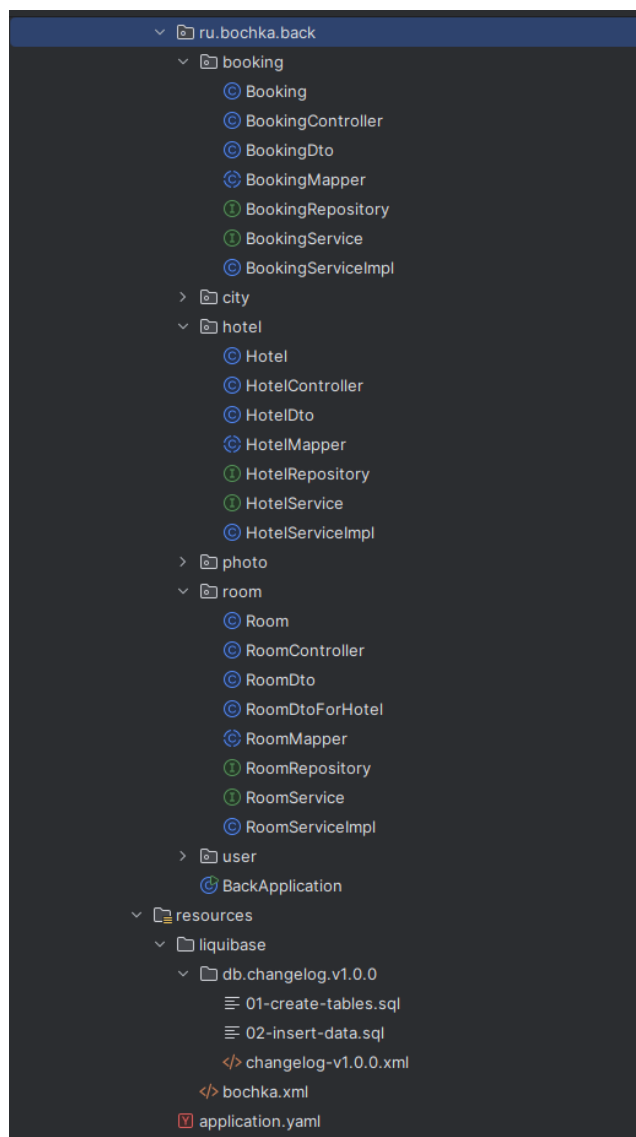 ru.bochka.back
booking
Booking
BookingController
BookingDto
BookingMapper
BookingRepository
BookingService
BookingServiceImpl
city
hotel
Hotel
HotelController
HotelDto
HotelMapper
HotelRepository
HotelService
HotelServiceImpl
photo
room
Room
RoomController
RoomDto
RoomDtoForHotel
RoomMapper
RoomRepository
RoomService
RoomServiceImpl
user
BackApplication
resources
liquibase
db.changelog.v1.0.0
01-create-tables.sql
02-insert-data.sql
changelog-v1.0.0.xml
bochka.xml
application.yaml